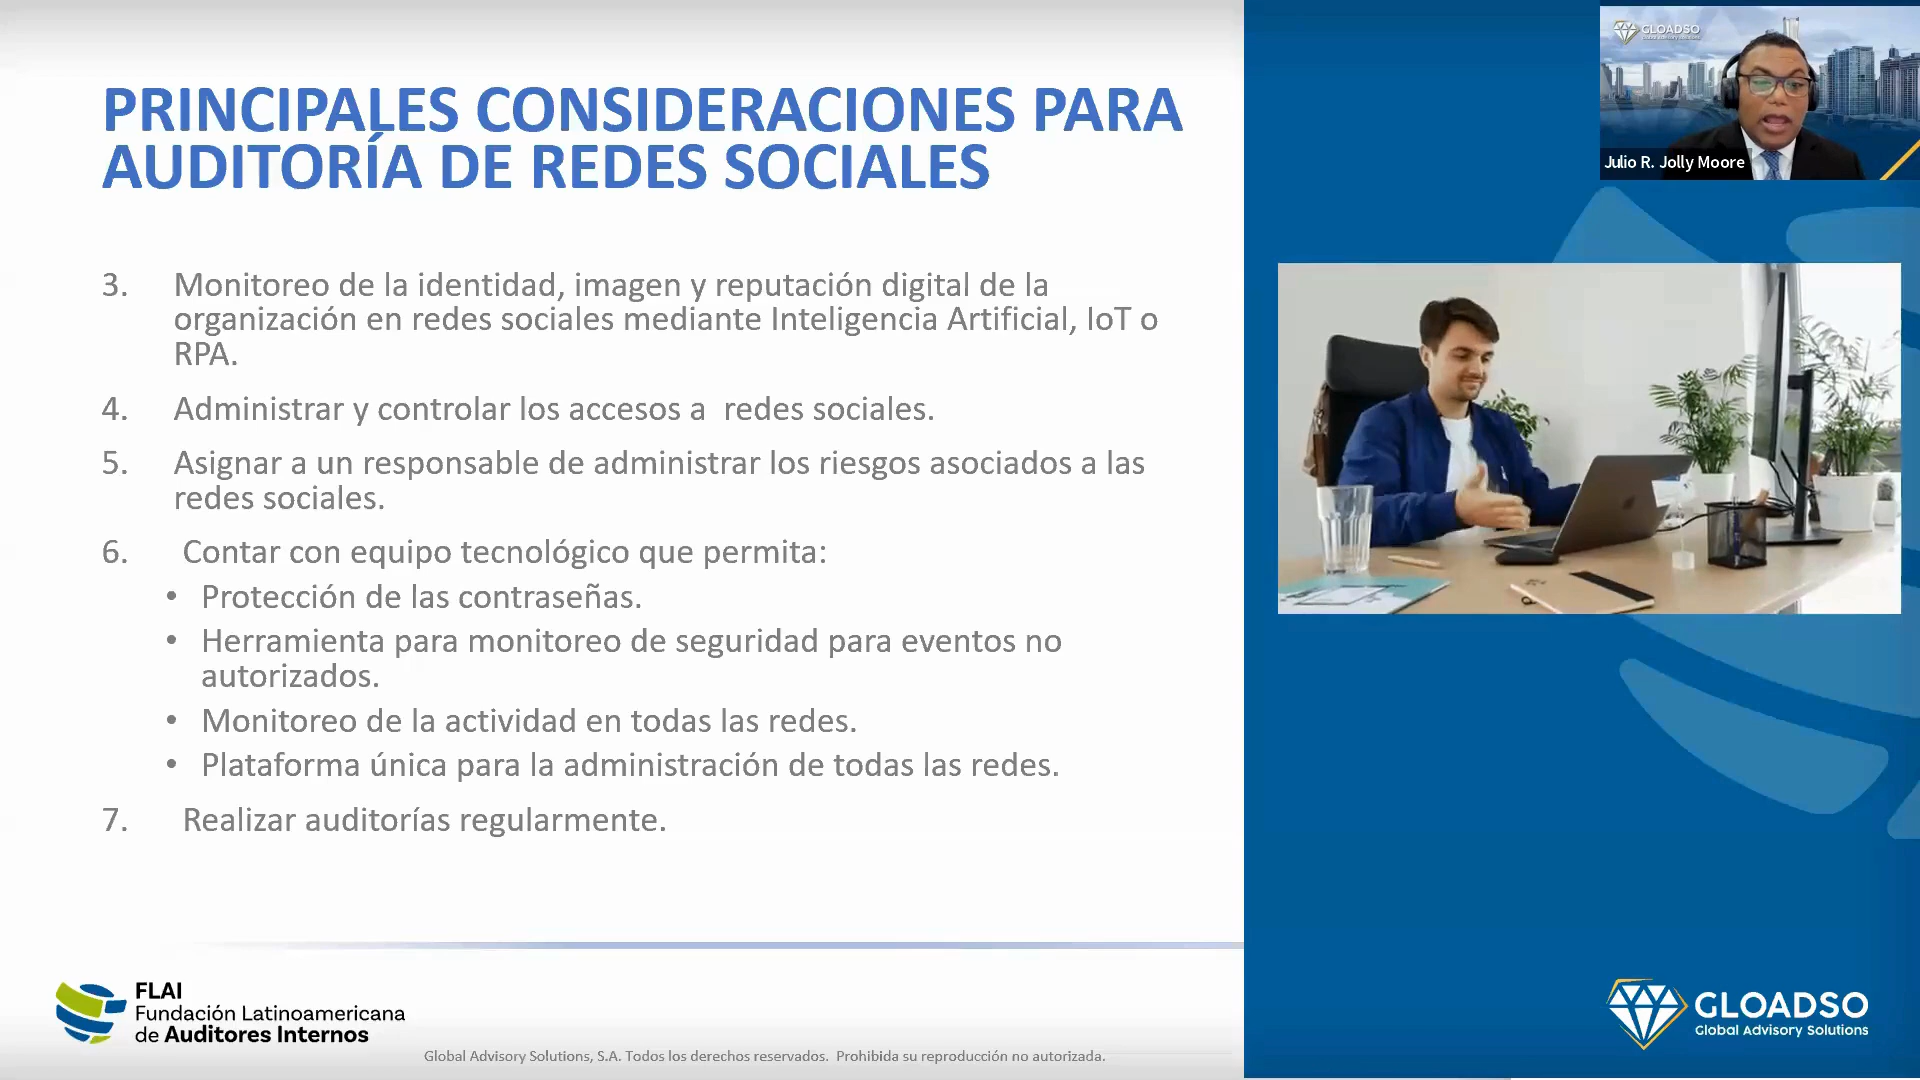 PRINCIPALES CONSIDERACIONES PARA
AUDITORÍA DE REDES SOCIALES
3. Monitoreo de la identidad, imagen y reputación digital de la
organización en redes sociales mediante Inteligencia Artificial, IoT o
RPA.
4. Administrar y controlar los accesos a redes sociales.
5. Asignar a un responsable de administrar los riesgos asociados a las
redes sociales.
6. Contar con equipo tecnológico que permita:
• Protección de las contraseñas.
• Herramienta para monitoreo de seguridad para eventos no
autorizados.
• Monitoreo de la actividad en todas las redes.
• Plataforma única para la administración de todas las redes.
7. Realizar auditorías regularmente.
FLAI
Fundación Latinoamericana
de Auditores Internos
Global Advisory Solutions, S.A. Todos los derechos reservados. Prohibida su reproducción no autorizada.
GLOADSO
Julio R. Jolly Moore
GLOADSO
Global Advisory Solutions